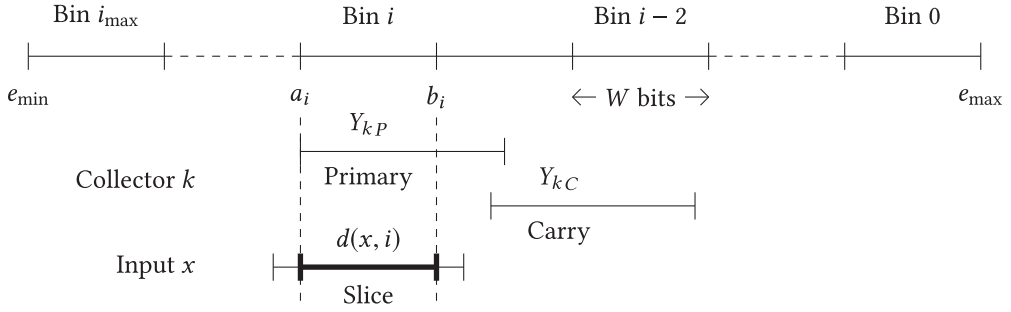 Bin i_max Bin i Bin i − 2 Bin 0
e_min a_i b_i ← W bits → e_max
Y_kP
Primary
Collector k Y_kC
Carry
d(x, i)
Input x
Slice